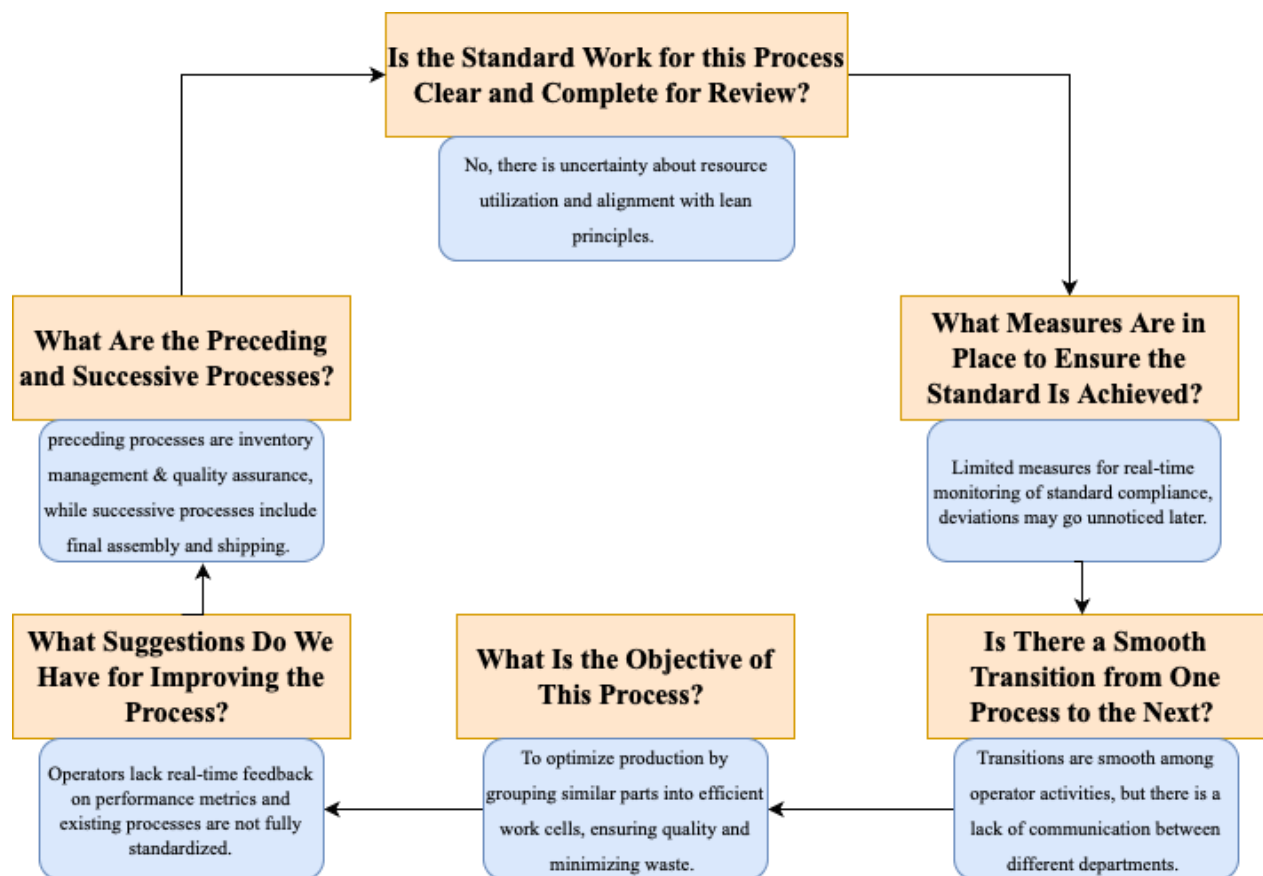 Is the Standard Work for this Process
Clear and Complete for Review?
No, there is uncertainty about resource
utilization and alignment with lean
principles.
What Measures Are in
Place to Ensure the
Standard Is Achieved?
Limited measures for real-time
monitoring of standard compliance,
deviations may go unnoticed later.
Is There a Smooth
Transition from One
Process to the Next?
Transitions are smooth among
operator activities, but there is a
lack of communication between
different departments.
What Is the Objective of
This Process?
To optimize production by
grouping similar parts into efficient
work cells, ensuring quality and
minimizing waste.
What Suggestions Do We
Have for Improving the
Process?
Operators lack real-time feedback
on performance metrics and
existing processes are not fully
standardized.
What Are the Preceding
and Successive Processes?
preceding processes are inventory
management & quality assurance,
while successive processes include
final assembly and shipping.